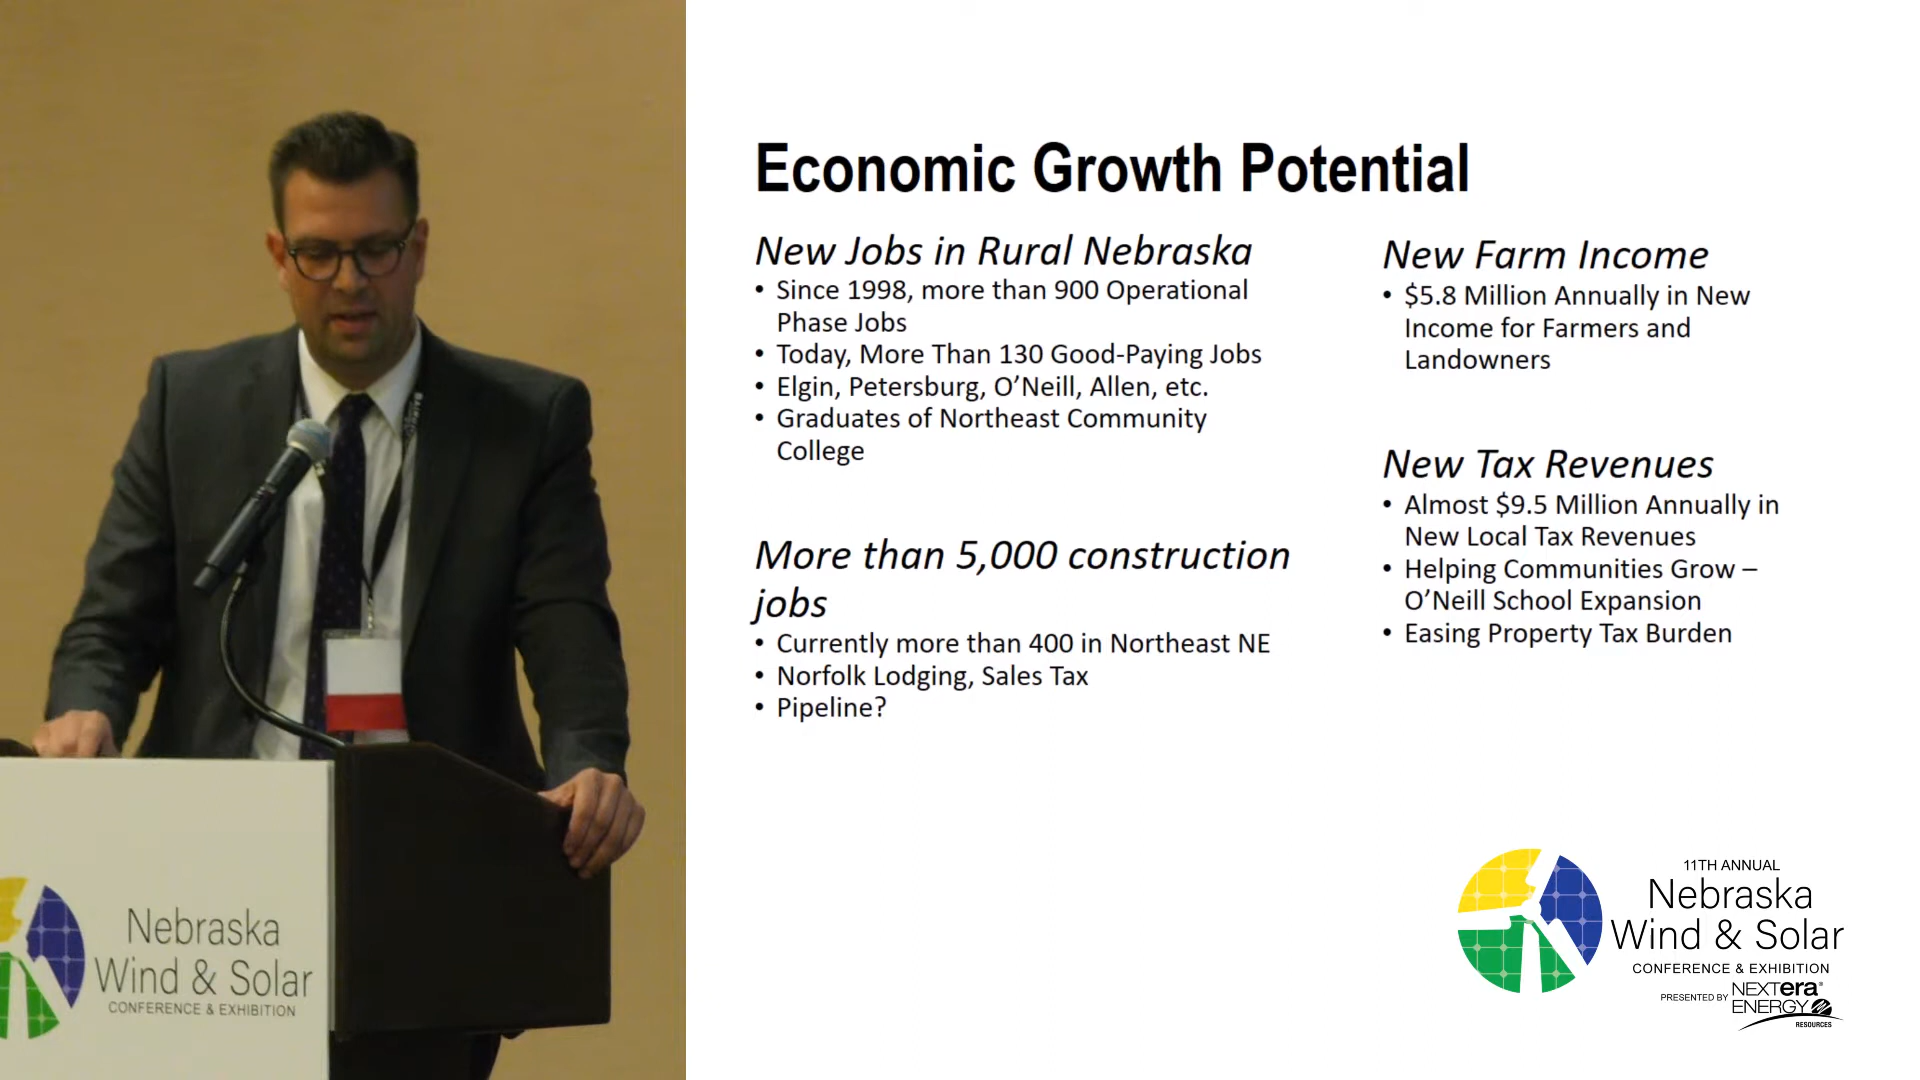 Economic Growth Potential
New Jobs in Rural Nebraska
• Since 1998, more than 900 Operational
Phase Jobs
• Today, More Than 130 Good-Paying Jobs
• Elgin, Petersburg, O’Neill, Allen, etc.
• Graduates of Northeast Community
College
More than 5,000 construction
jobs
• Currently more than 400 in Northeast NE
• Norfolk Lodging, Sales Tax
• Pipeline?
New Farm Income
• $5.8 Million Annually in New
Income for Farmers and
Landowners
New Tax Revenues
• Almost $9.5 Million Annually in
New Local Tax Revenues
• Helping Communities Grow –
O’Neill School Expansion
• Easing Property Tax Burden
11TH ANNUAL
Nebraska
Wind & Solar
CONFERENCE & EXHIBITION
PRESENTED BY NEXTera®
ENERGY
RESOURCES
Nebraska
Wind & Solar
CONFERENCE & EXHIBITION